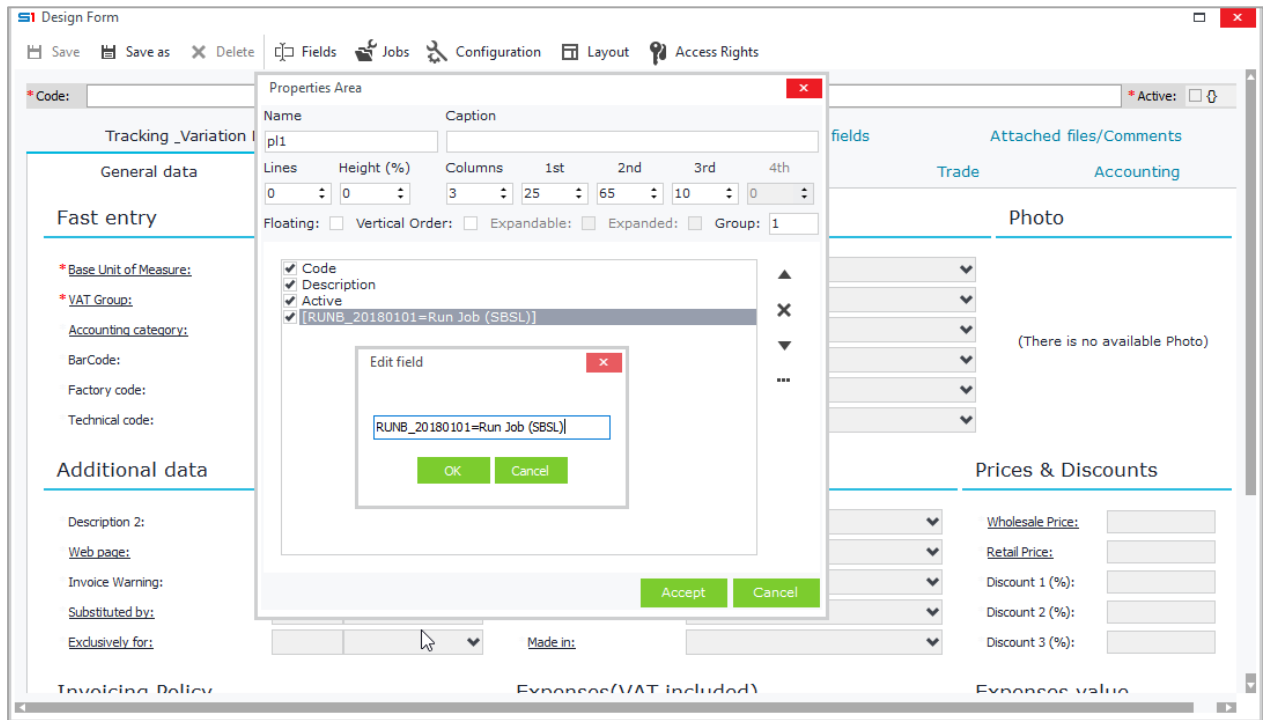 S1 Design Form
Save Save as Delete Fields Jobs Configuration Layout Access Rights
*Code: *Active: {}
Properties Area
Name Caption
pl1
Lines Height (%) Columns 1st 2nd 3rd 4th
0 0 3 25 65 10 0
Floating: Vertical Order: Expandable: Expanded: Group: 1
Code
Description
Active
[RUNB_20180101=Run Job (SBSL)]
Edit field
RUNB_20180101=Run Job (SBSL)
OK Cancel
Accept Cancel
Tracking _Variation fields Attached files/Comments
General data Trade Accounting
Fast entry Photo
*Base Unit of Measure:
*VAT Group:
Accounting category:
BarCode:
Factory code:
Technical code:
(There is no available Photo)
Additional data Prices & Discounts
Description 2: Wholesale Price:
Web page: Retail Price:
Invoice Warning: Discount 1 (%):
Substituted by: Discount 2 (%):
Exclusively for: Made in: Discount 3 (%):
Invoicing Policy Expenses(VAT included) Expenses value